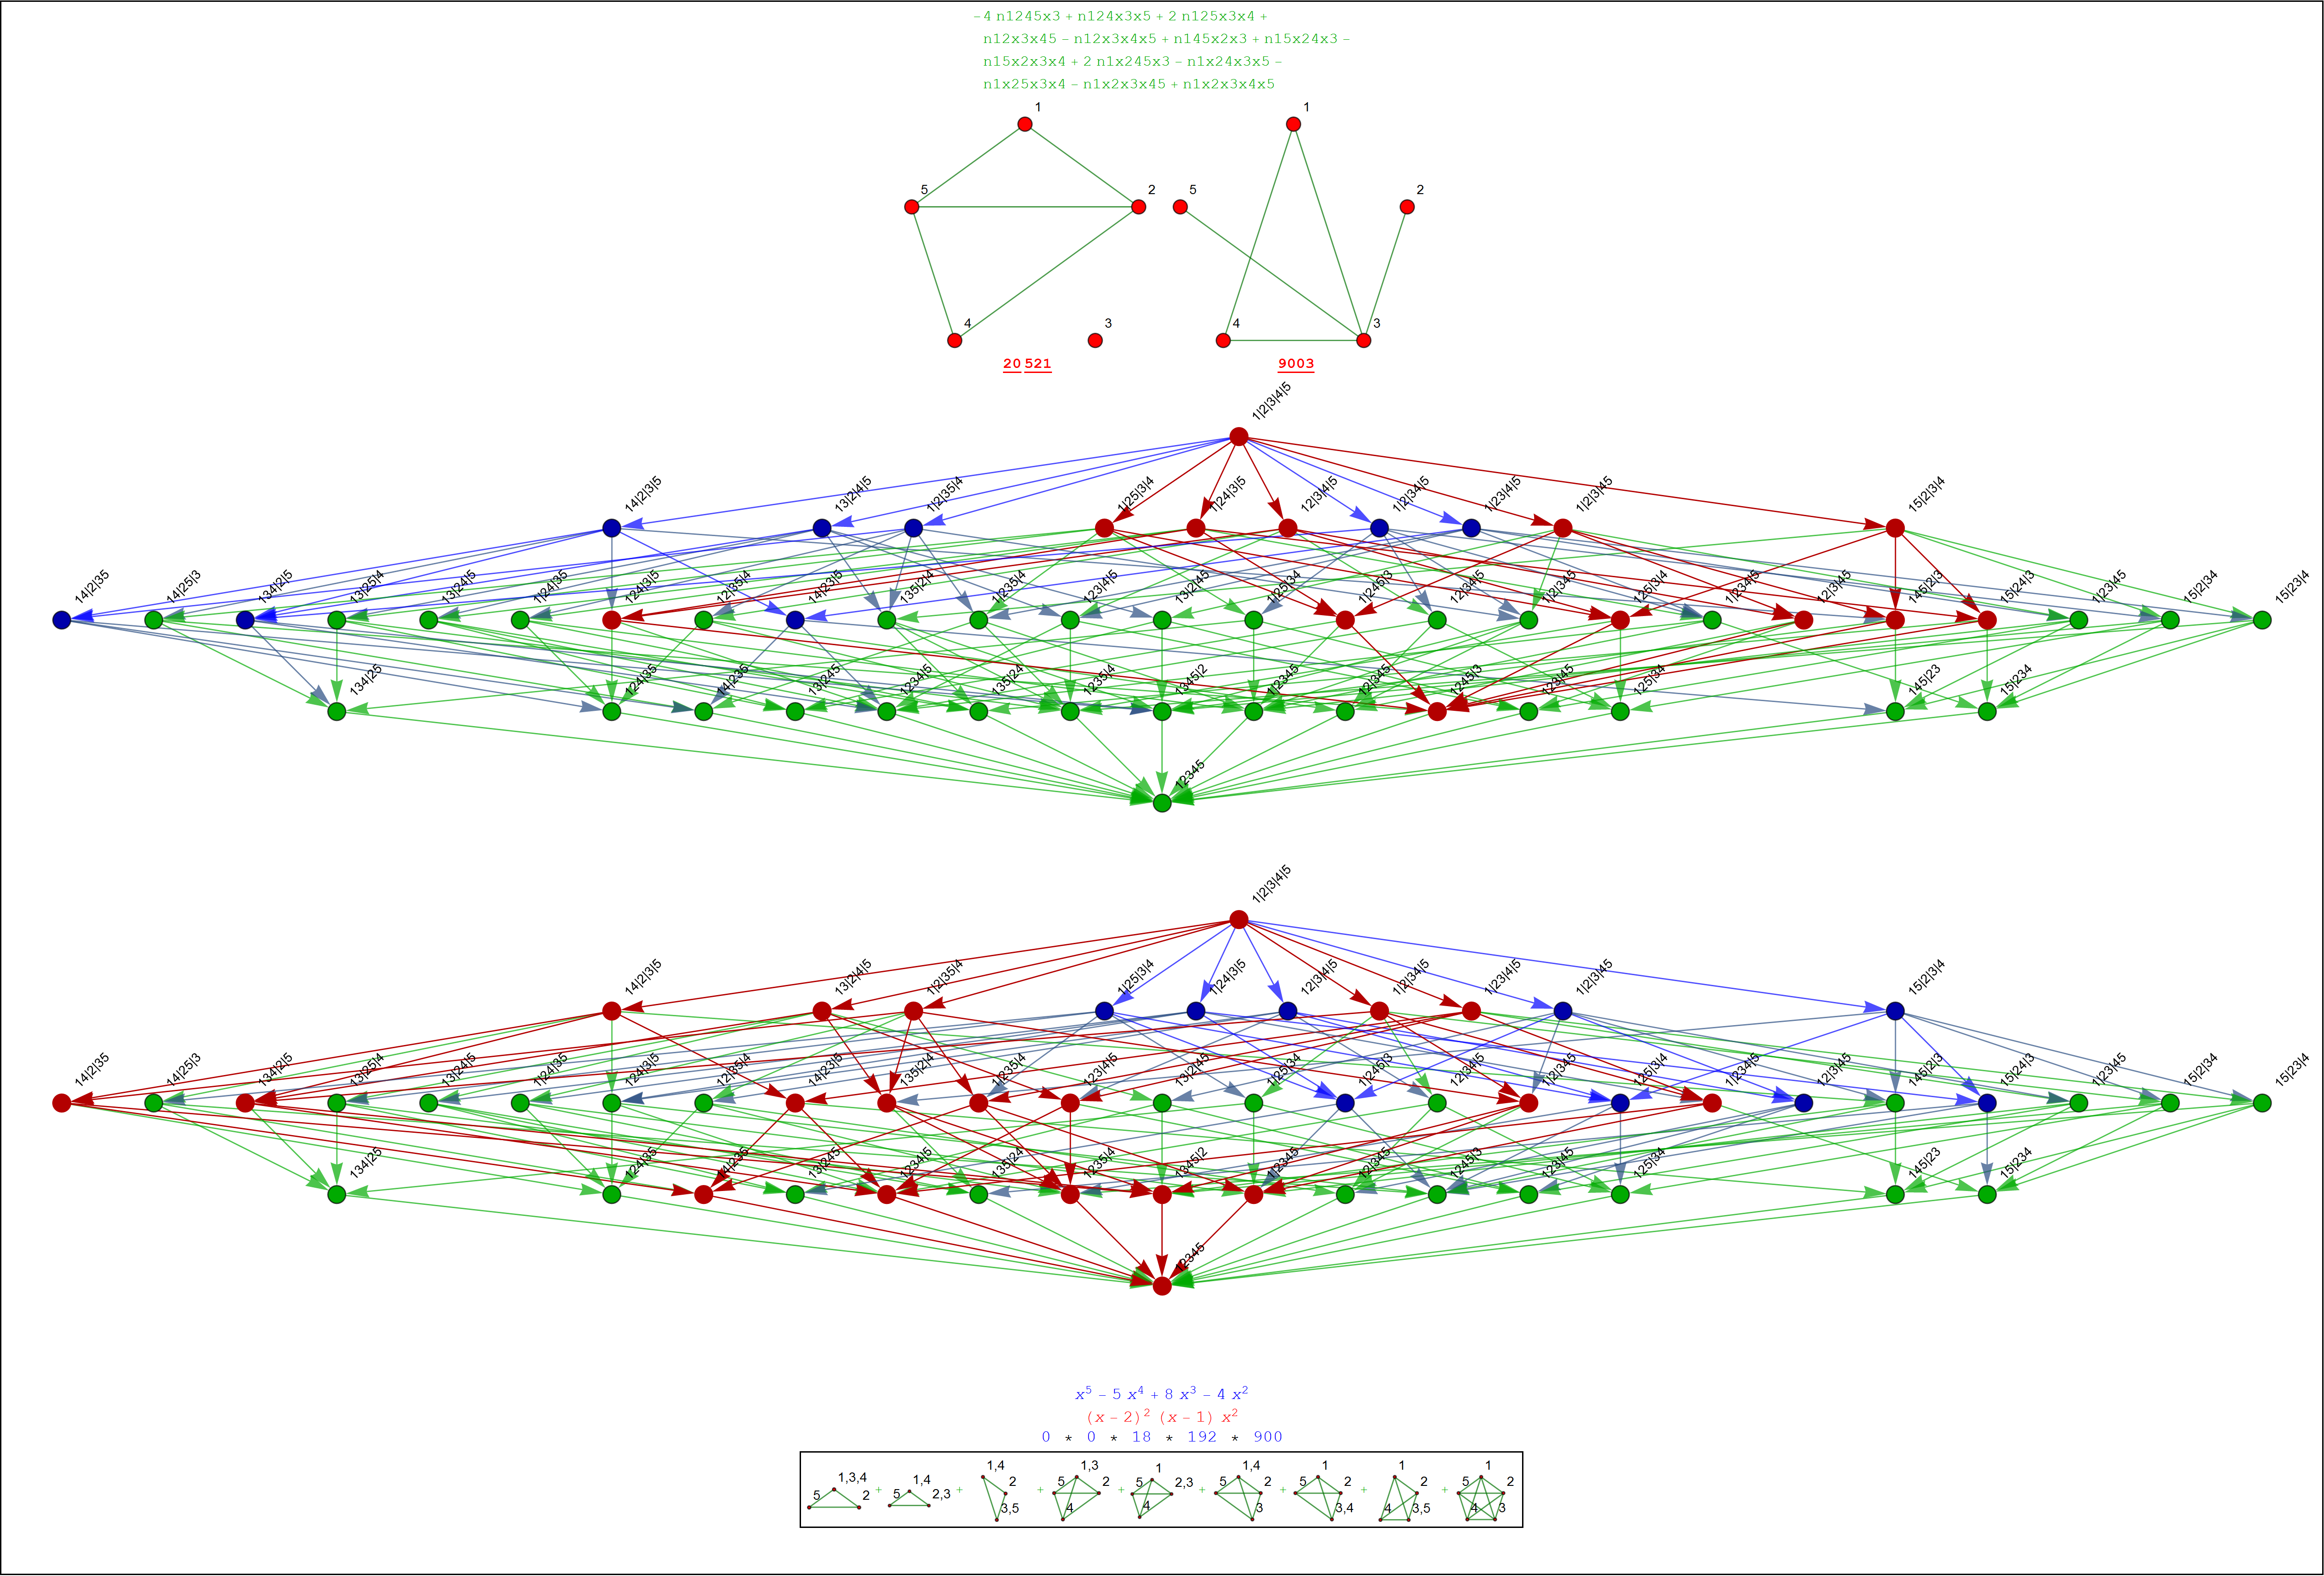 -4 n1245x3 + n124x3x5 + 2 n125x3x4 +
n12x3x45 - n12x3x4x5 + n145x2x3 + n15x24x3 -
n15x2x3x4 + 2 n1x245x3 - n1x24x3x5 -
n1x25x3x4 - n1x2x3x45 + n1x2x3x4x5
1 1
5 2 5 2
4 3 4 3
20 521 9003
1|2|3|4|5
14|2|3|5 13|2|4|5 1|2|35|4 1|25|3|4 1|24|3|5 12|3|4|5 1|2|34|5 1|23|4|5 1|2|3|45 15|2|3|4
14|2|35 14|25|3 134|2|5 13|25|4 13|24|5 1|24|35 124|3|5 12|35|4 14|23|5 135|2|4 1|235|4 123|4|5 13|2|45 1|25|34 1|245|3 12|34|5 1|2|345 125|3|4 1|234|5 12|3|45 145|2|3 15|24|3 1|23|45 15|2|34 15|23|4
134|25 124|35 14|235 13|245 1234|5 135|24 1235|4 1345|2 1|2345 12|345 1245|3 123|45 125|34 145|23 15|234
12345
1|2|3|4|5
14|2|3|5 13|2|4|5 1|2|35|4 1|25|3|4 1|24|3|5 12|3|4|5 1|2|34|5 1|23|4|5 1|2|3|45 15|2|3|4
14|2|35 14|25|3 134|2|5 13|25|4 13|24|5 1|24|35 124|3|5 12|35|4 14|23|5 135|2|4 1|235|4 123|4|5 13|2|45 1|25|34 1|245|3 12|34|5 1|2|345 125|3|4 1|234|5 12|3|45 145|2|3 15|24|3 1|23|45 15|2|34 15|23|4
134|25 124|35 14|235 13|245 1234|5 135|24 1235|4 1345|2 1|2345 12|345 1245|3 123|45 125|34 145|23 15|234
12345
x⁵ - 5 x⁴ + 8 x³ - 4 x²
(x - 2)² (x - 1) x²
0 * 0 * 18 * 192 * 900
5 1,3,4 2 + 5 1,4 2,3 + 1,4 2 3,5 + 5 1,3 2 4 + 5 1 2,3 4 + 5 1,4 2 3 + 5 1 2 3,4 + 1 2 4 3,5 + 5 1 2 4 3